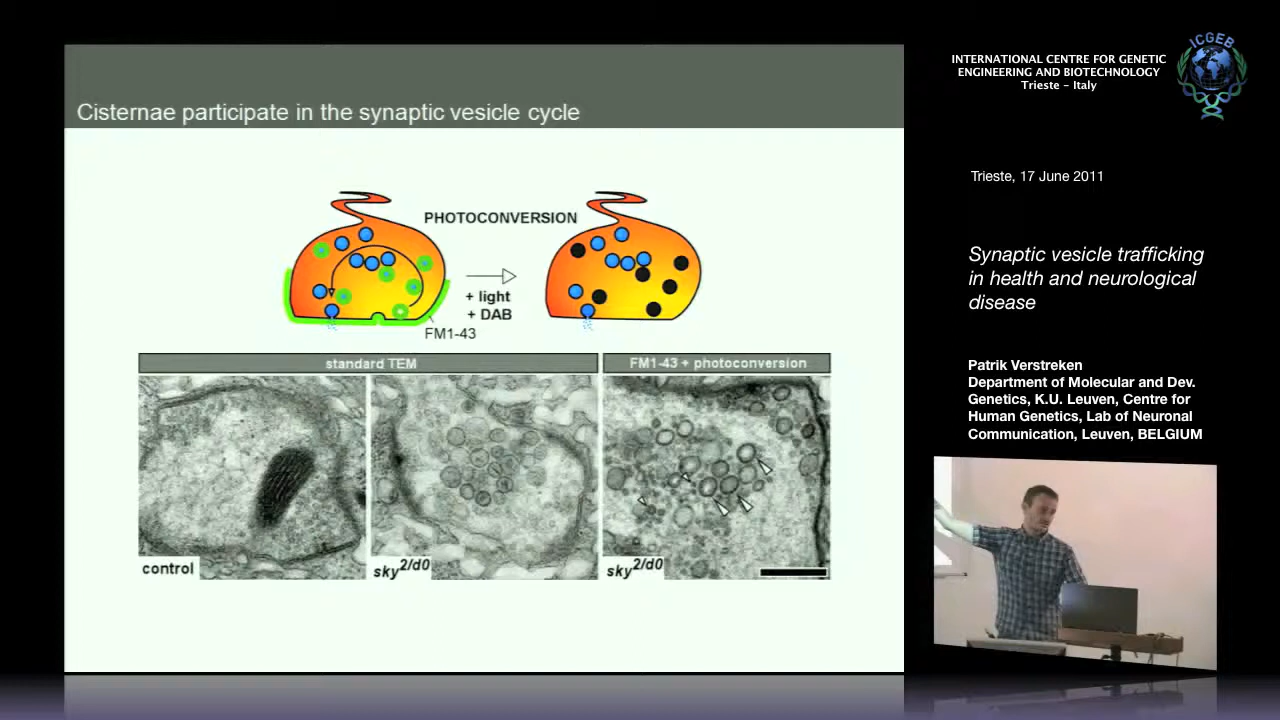 Cisternae participate in the synaptic vesicle cycle
PHOTOCONVERSION
+ light
+ DAB
FM1-43
standard TEM
FM1-43 + photoconversion
control
sky2/d0
sky2/d0
ICGEB
INTERNATIONAL CENTRE FOR GENETIC
ENGINEERING AND BIOTECHNOLOGY
Trieste - Italy
Trieste, 17 June 2011
Synaptic vesicle trafficking
in health and neurological
disease
Patrik Verstreken
Department of Molecular and Dev.
Genetics, K.U. Leuven, Centre for
Human Genetics, Lab of Neuronal
Communication, Leuven, BELGIUM